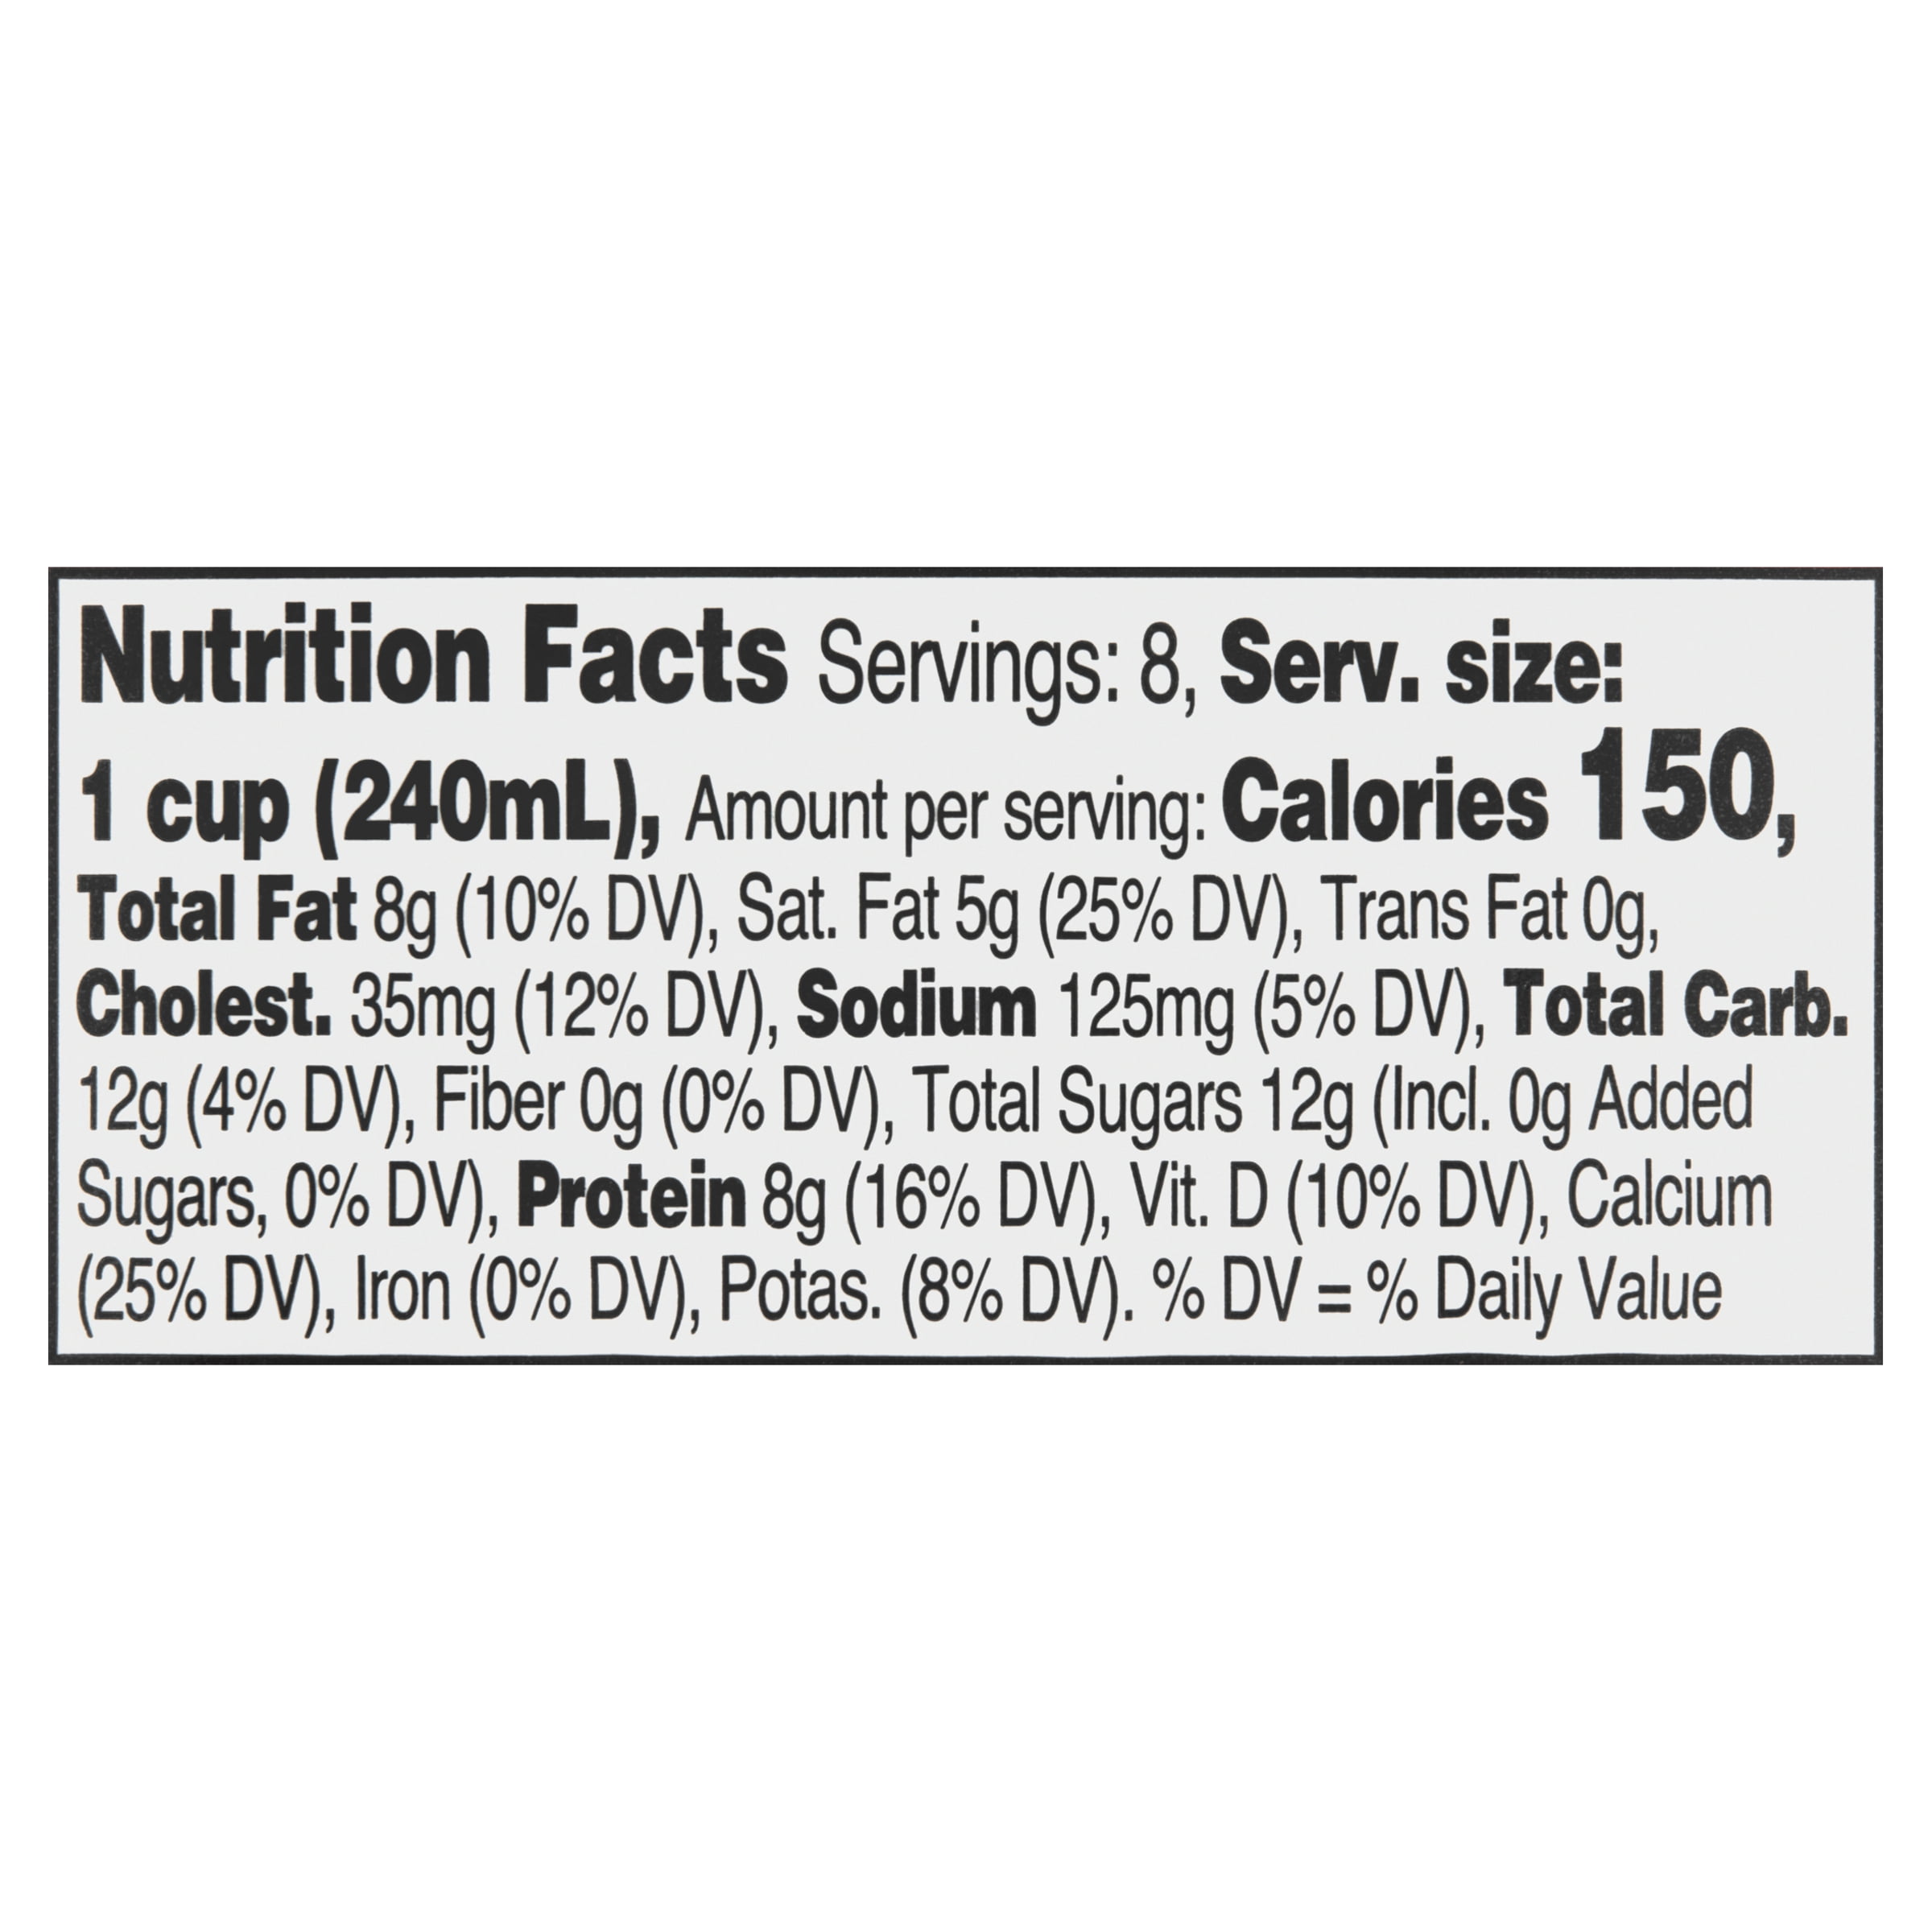 Nutrition Facts Servings: 8, Serv. size:
1 cup (240mL), Amount per serving: Calories 150,
Total Fat 8g (10% DV), Sat. Fat 5g (25% DV), Trans Fat 0g,
Cholest. 35mg (12% DV), Sodium 125mg (5% DV), Total Carb.
12g (4% DV), Fiber 0g (0% DV), Total Sugars 12g (Incl. 0g Added
Sugars, 0% DV), Protein 8g (16% DV), Vit. D (10% DV), Calcium
(25% DV), Iron (0% DV), Potas. (8% DV). % DV = % Daily Value